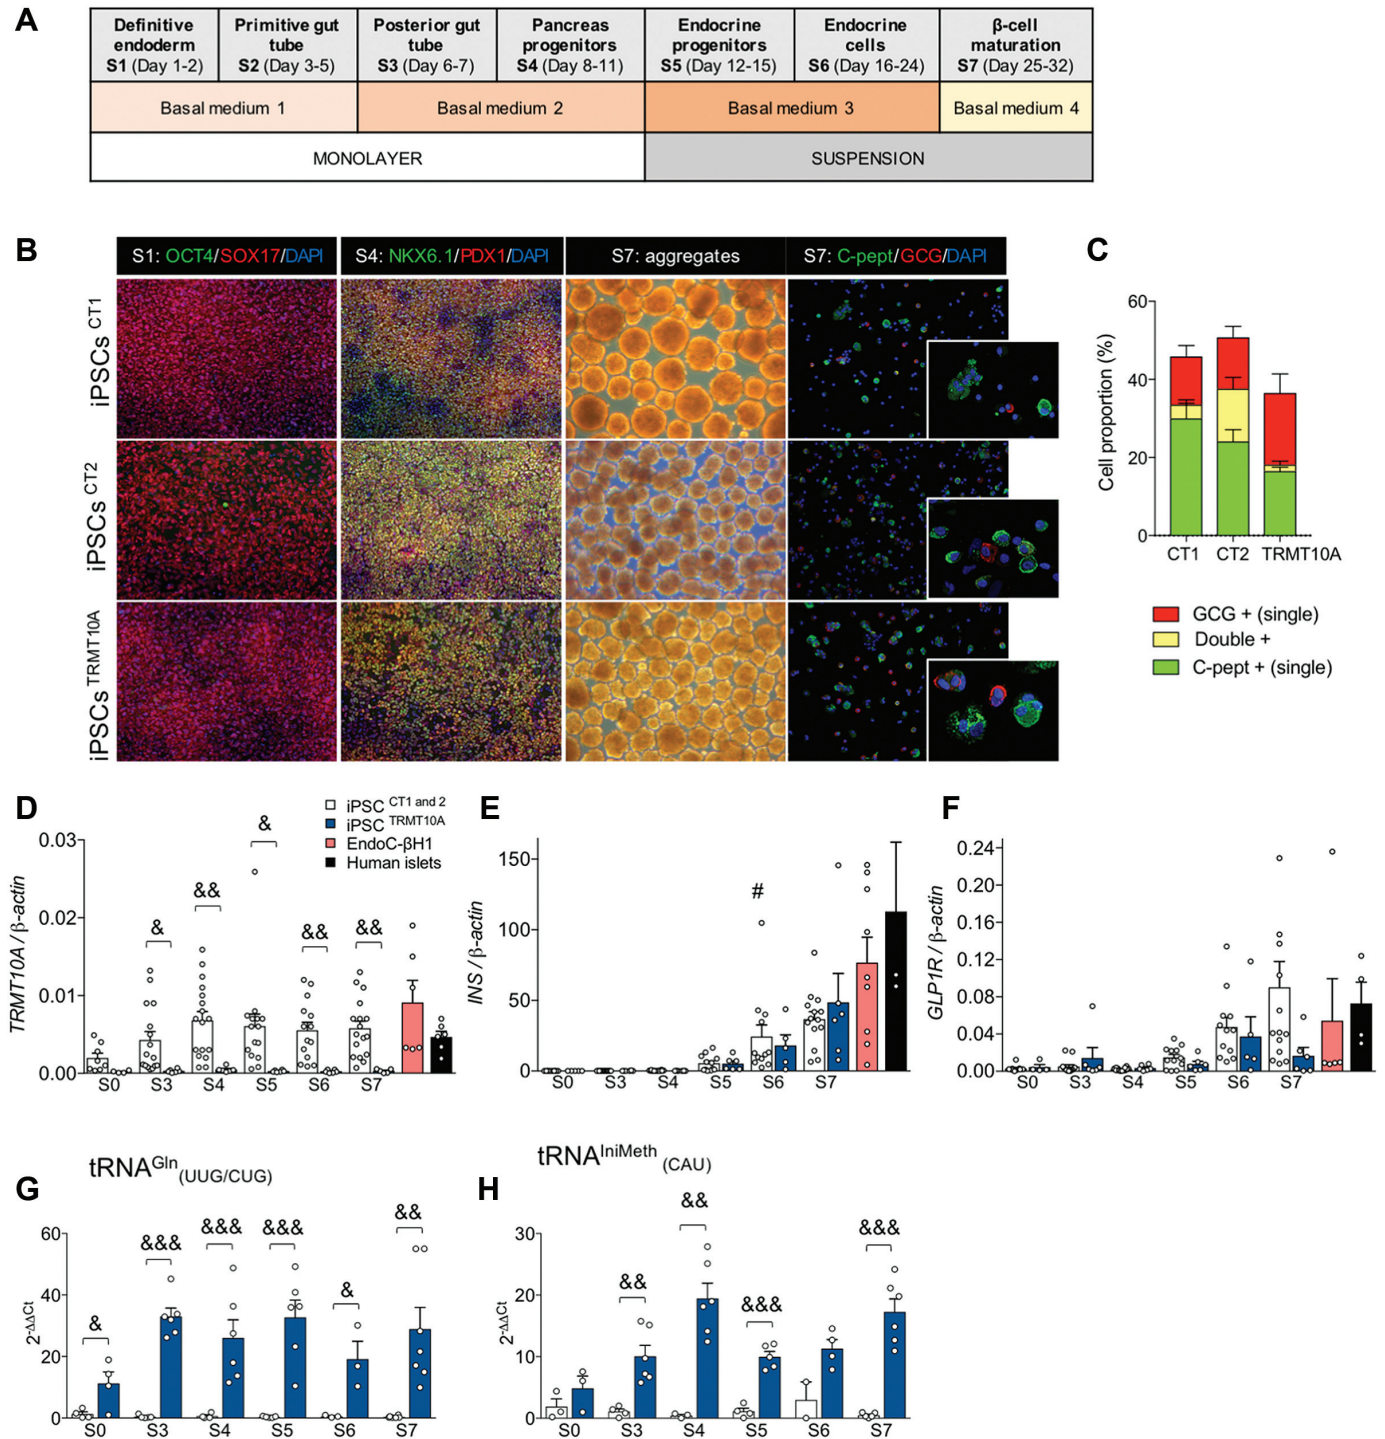 A
Definitive endoderm S1 (Day 1-2)
Primitive gut tube S2 (Day 3-5)
Posterior gut tube S3 (Day 6-7)
Pancreas progenitors S4 (Day 8-11)
Endocrine progenitors S5 (Day 12-15)
Endocrine cells S6 (Day 16-24)
β-cell maturation S7 (Day 25-32)
Basal medium 1
Basal medium 2
Basal medium 3
Basal medium 4
MONOLAYER
SUSPENSION
B
S1: OCT4/SOX17/DAPI
S4: NKX6.1/PDX1/DAPI
S7: aggregates
S7: C-pept/GCG/DAPI
iPSCs CT1
iPSCs CT2
iPSCs TRMT10A
C
Cell proportion (%)
60
40
20
0
CT1 CT2 TRMT10A
GCG + (single)
Double +
C-pept + (single)
D
iPSC CT1 and 2
iPSC TRMT10A
EndoC-βH1
Human islets
TRMT10A / β-actin
0.03
0.02
0.01
0.00
& && & && &&
S0 S3 S4 S5 S6 S7
E
INS / β-actin
150
100
50
0
#
S0 S3 S4 S5 S6 S7
F
GLP1R / β-actin
0.24
0.20
0.16
0.12
0.08
0.04
0.00
S0 S3 S4 S5 S6 S7
G
tRNAGln (UUG/CUG)
2-ΔΔCt
60
40
20
0
& &&& &&& &&& & &&
S0 S3 S4 S5 S6 S7
H
tRNAIniMeth (CAU)
2-ΔΔCt
30
20
10
0
&& && &&& &&&
S0 S3 S4 S5 S6 S7